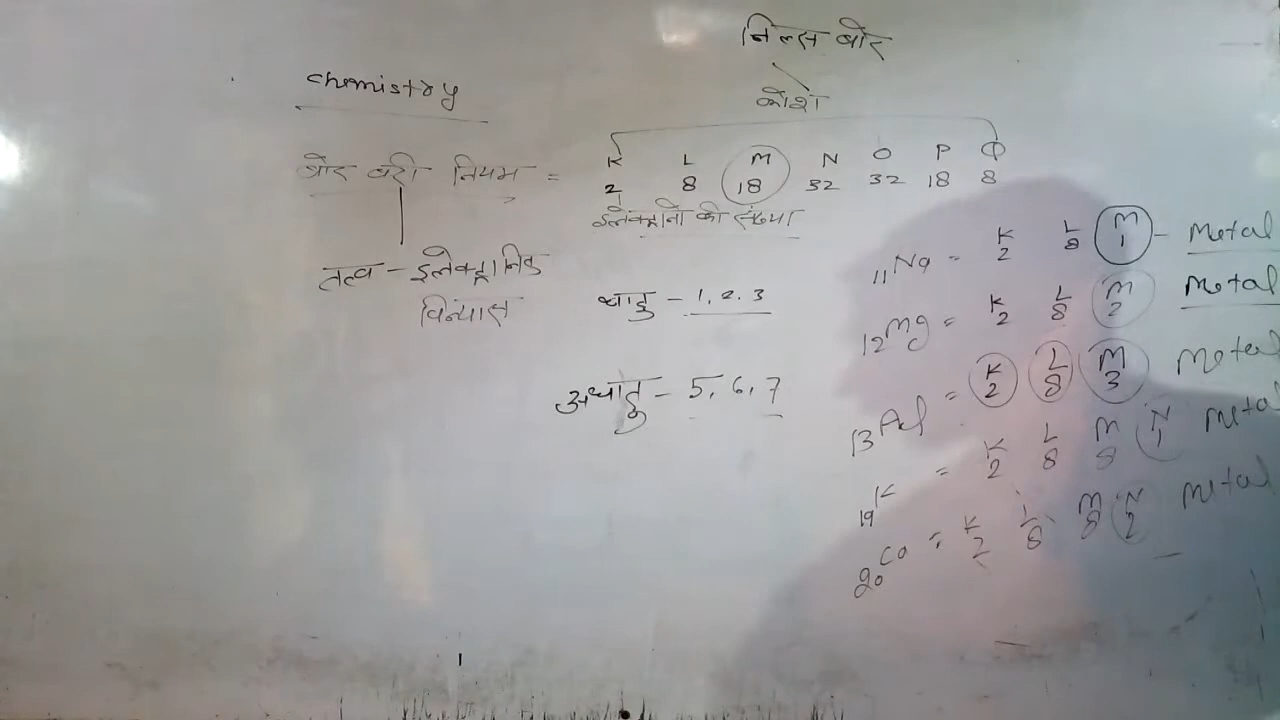 निल्स बोर
chemistry
कोश
बोर बरी नियम = K L M N O P Q
2 8 18 32 32 18 8
इलेक्ट्रानो की संख्या
तत्व - इलेक्ट्रानिक
विन्यास
धातु - 1, 2, 3
अधातु - 5, 6, 7
K L M
11Na = 2 8 1 - Metal
K L M
12Mg = 2 8 2 Metal
K L M
13Al = 2 8 3 Metal
K L M N
19K = 2 8 8 1 Metal
K L M N
20Ca = 2 8 8 2 Metal